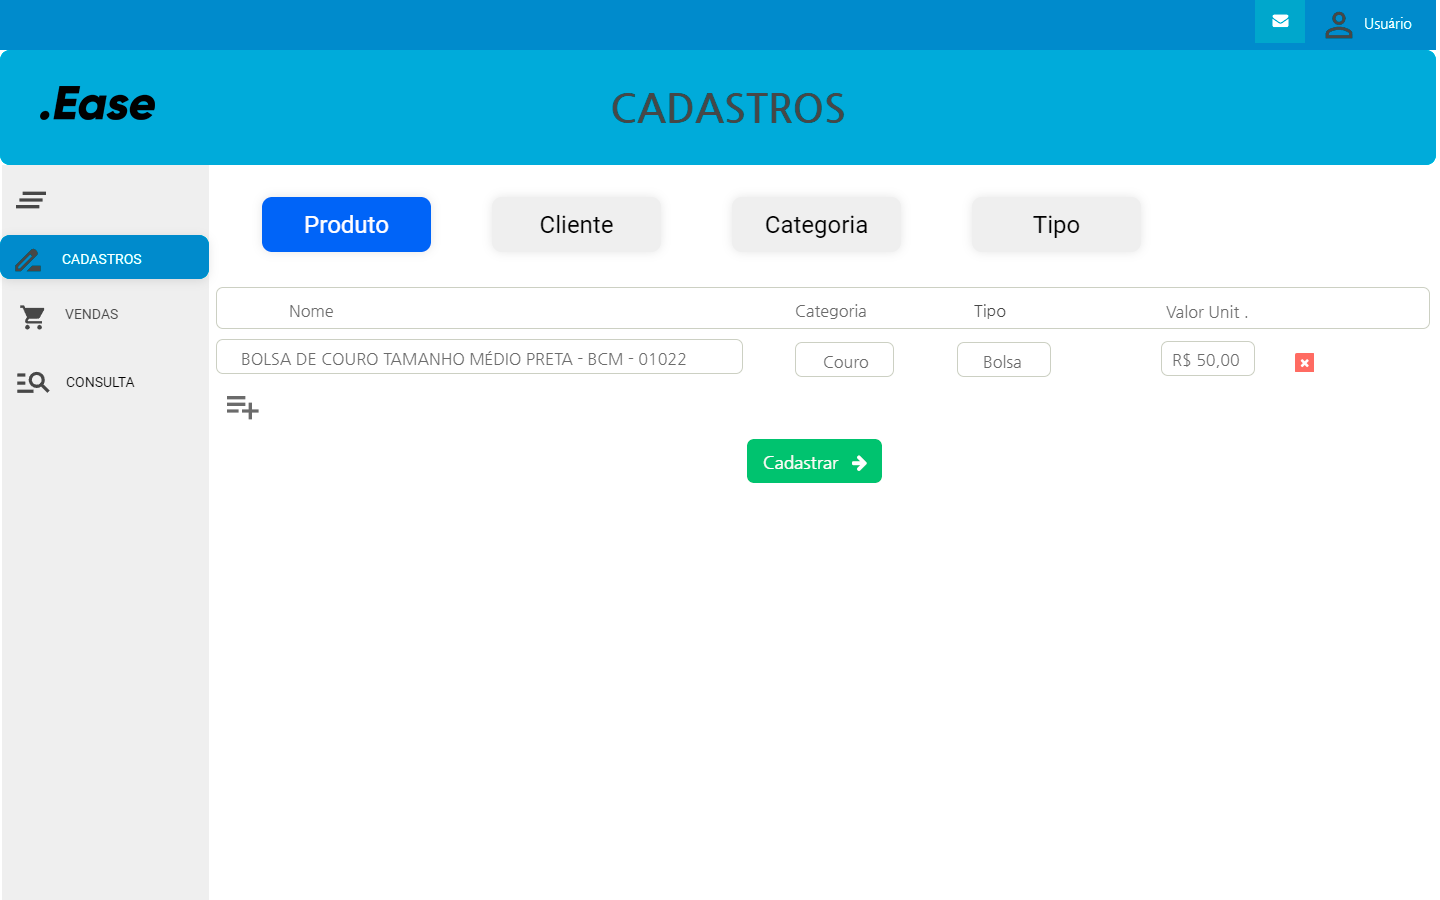 Usuário
.Ease
CADASTROS
Produto
Cliente
Categoria
Tipo
CADASTROS
VENDAS
CONSULTA
Nome
Categoria
Tipo
Valor Unit .
BOLSA DE COURO TAMANHO MÉDIO PRETA - BCM - 01022
Couro
Bolsa
R$ 50,00
Cadastrar